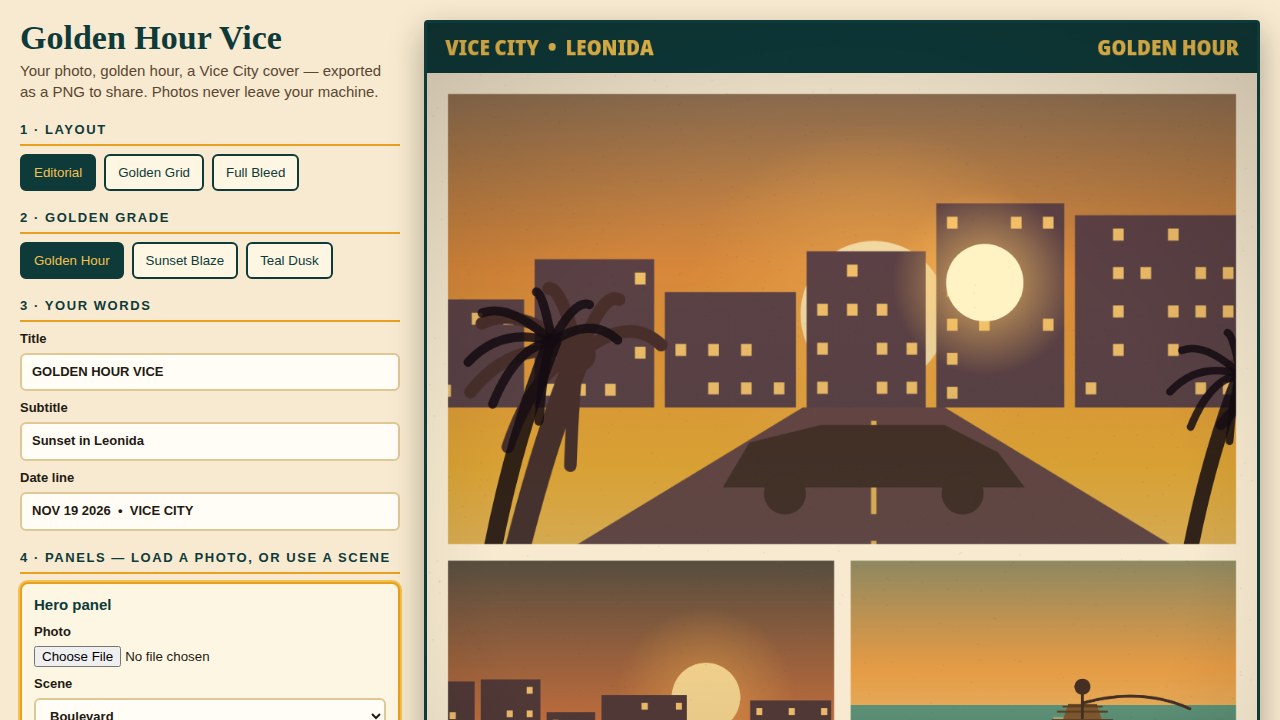 Golden Hour Vice
Your photo, golden hour, a Vice City cover — exported
as a PNG to share. Photos never leave your machine.
1 · LAYOUT
Editorial
Golden Grid
Full Bleed
2 · GOLDEN GRADE
Golden Hour
Sunset Blaze
Teal Dusk
3 · YOUR WORDS
Title
GOLDEN HOUR VICE
Subtitle
Sunset in Leonida
Date line
NOV 19 2026 • VICE CITY
4 · PANELS — LOAD A PHOTO, OR USE A SCENE
Hero panel
Photo
Choose File No file chosen
Scene
Boulevard
VICE CITY • LEONIDA
GOLDEN HOUR